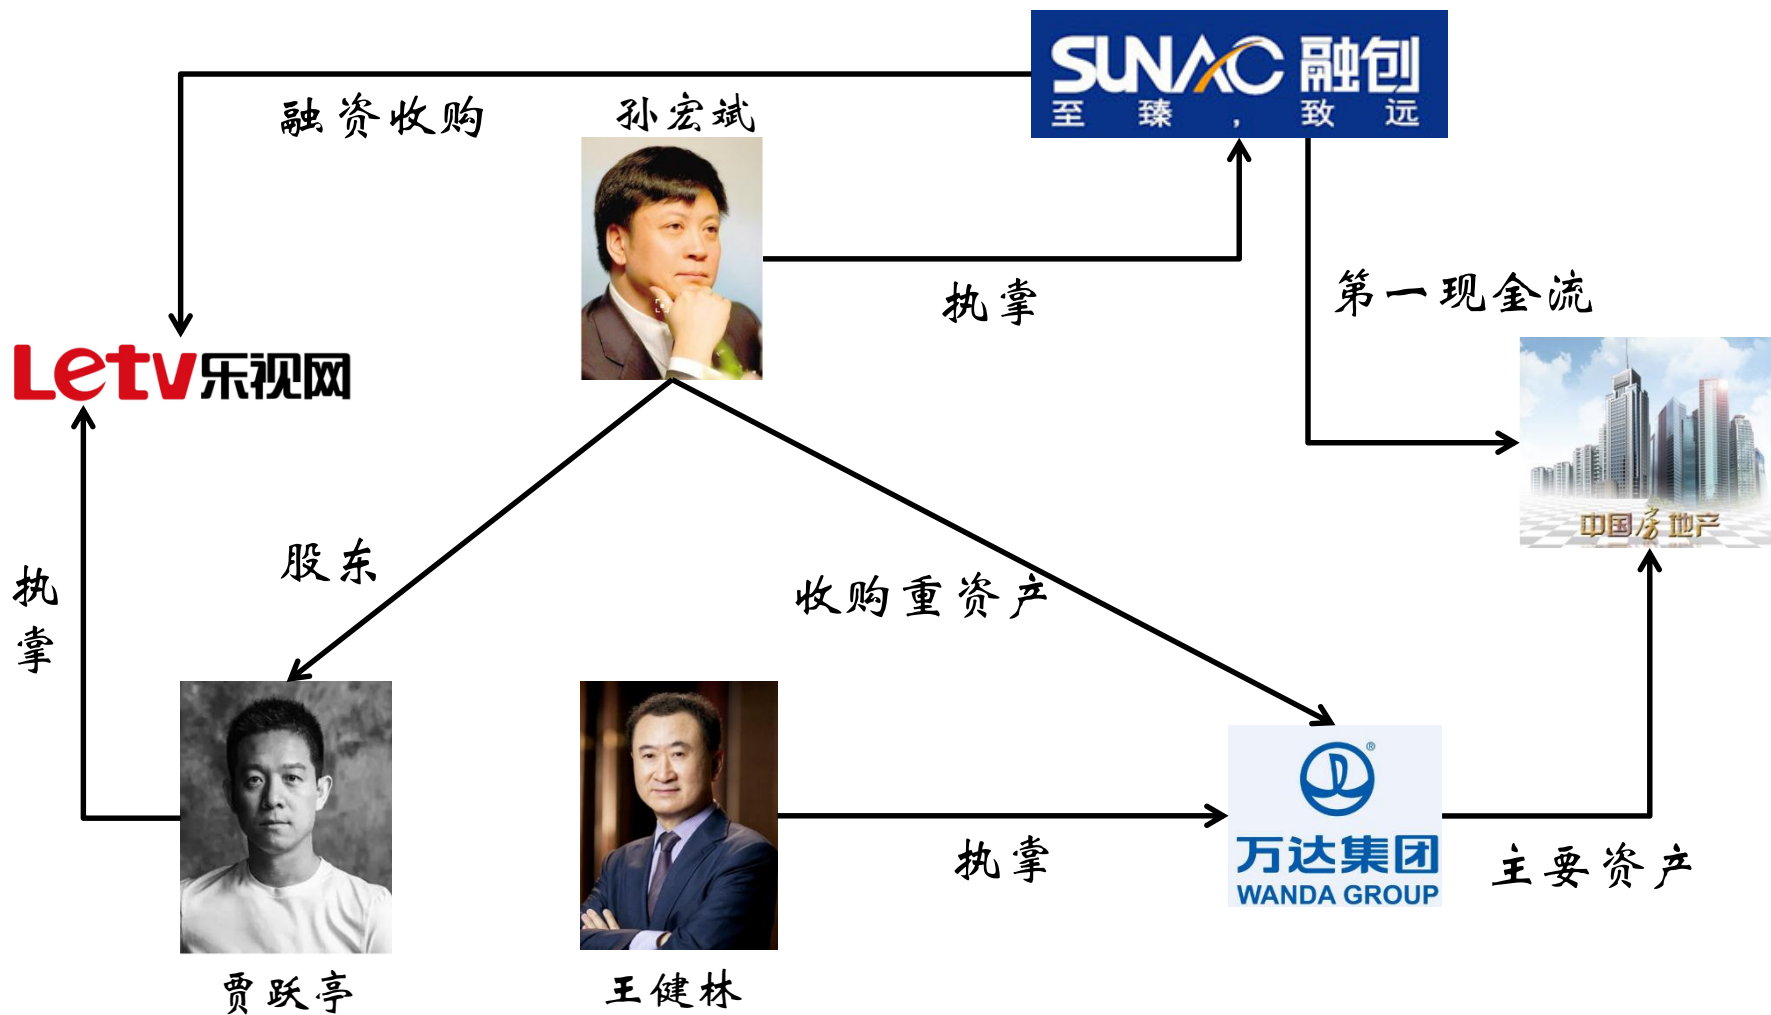 SUNAC 融创
至臻，致远
融资收购
孙宏斌
执掌
第一现金流
Letv乐视网
中国房地产
股东
收购重资产
执掌
万达集团
WANDA GROUP
执掌
主要资产
贾跃亭
王健林